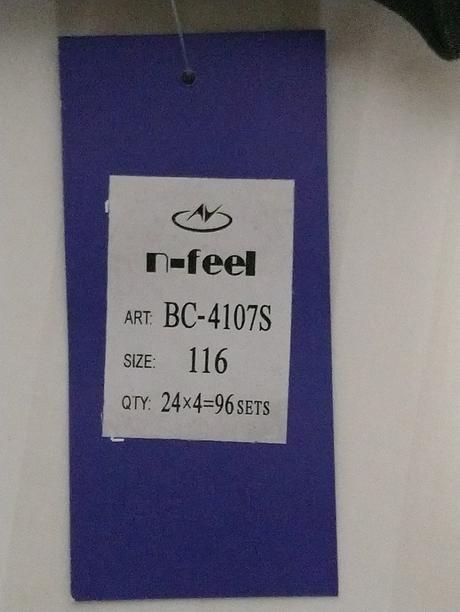 n-feel
ART: BC-4107S
SIZE: 116
QTY: 24×4=96 SETS